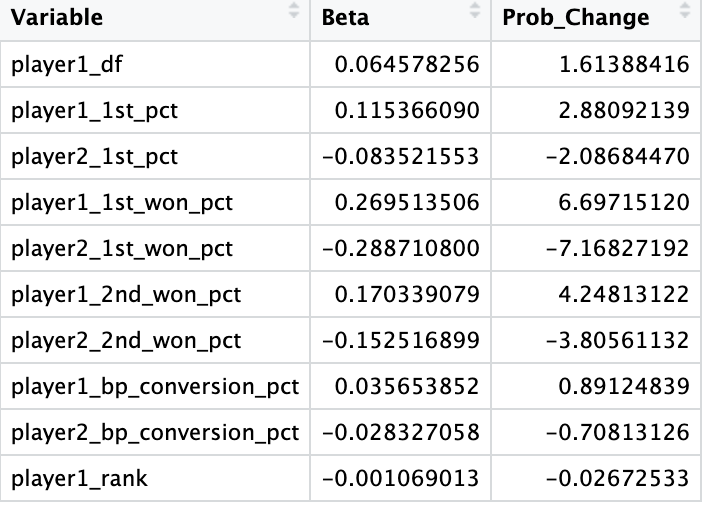 Variable Beta Prob_Change
player1_df 0.064578256 1.61388416
player1_1st_pct 0.115366090 2.88092139
player2_1st_pct -0.083521553 -2.08684470
player1_1st_won_pct 0.269513506 6.69715120
player2_1st_won_pct -0.288710800 -7.16827192
player1_2nd_won_pct 0.170339079 4.24813122
player2_2nd_won_pct -0.152516899 -3.80561132
player1_bp_conversion_pct 0.035653852 0.89124839
player2_bp_conversion_pct -0.028327058 -0.70813126
player1_rank -0.001069013 -0.02672533